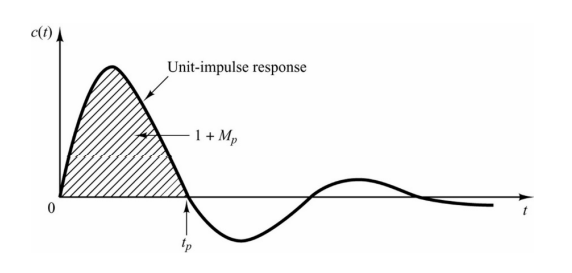 c(t)
Unit-impulse response
1 + Mₚ
0
tₚ
t